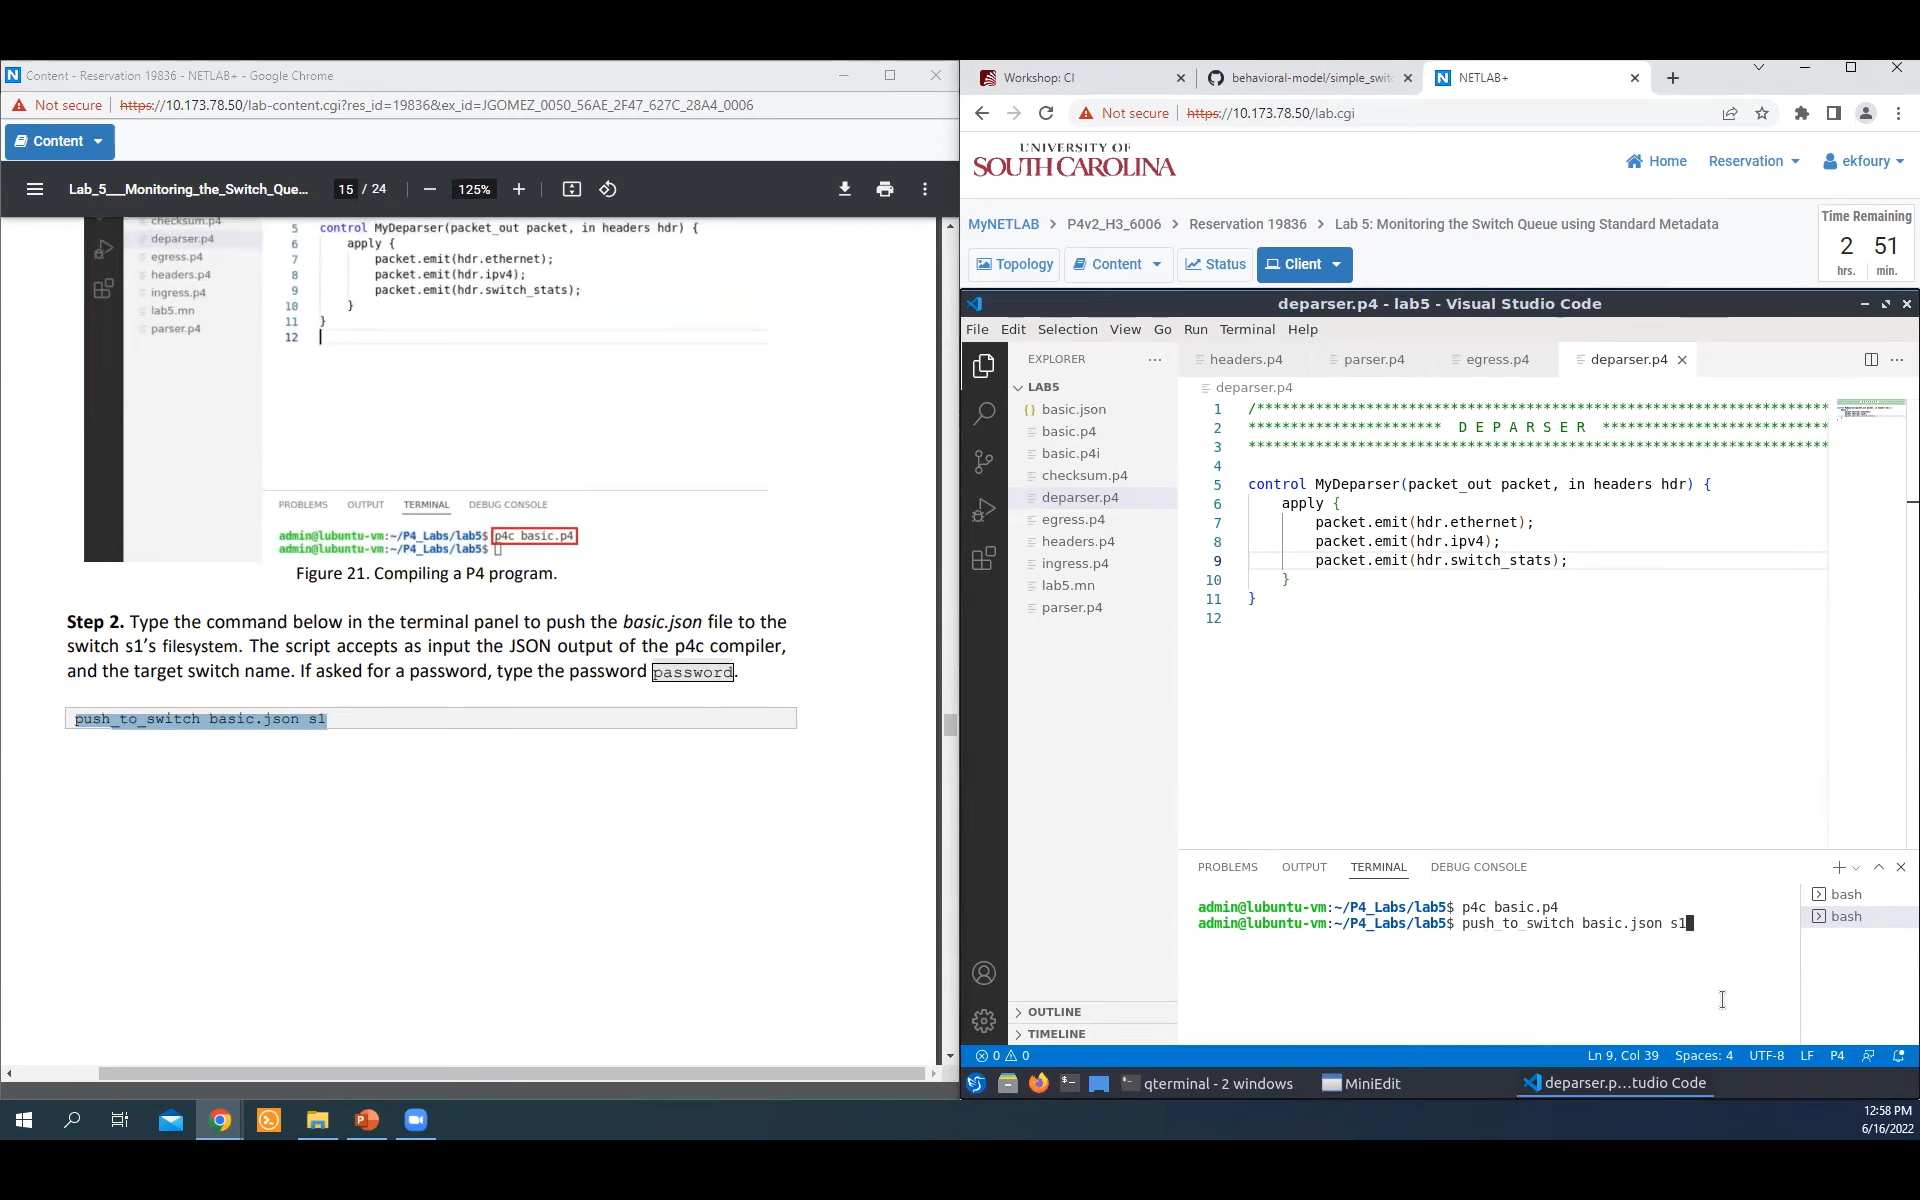 Content - Reservation 19836 - NETLAB+ - Google Chrome
Not secure https://10.173.78.50/lab-content.cgi?res_id=19836&ex_id=JGOMEZ_0050_56AE_2F47_627C_28A4_0006
Content
Lab_5__Monitoring_the_Switch_Que... 15 / 24 125%
checksum.p4
deparser.p4
egress.p4
headers.p4
ingress.p4
lab5.mn
parser.p4
5 control MyDeparser(packet_out packet, in headers hdr) {
6 apply {
7 packet.emit(hdr.ethernet);
8 packet.emit(hdr.ipv4);
9 packet.emit(hdr.switch_stats);
10 }
11 }
12
PROBLEMS OUTPUT TERMINAL DEBUG CONSOLE
admin@lubuntu-vm:~/P4_Labs/lab5$ p4c basic.p4
admin@lubuntu-vm:~/P4_Labs/lab5$
Figure 21. Compiling a P4 program.
Step 2. Type the command below in the terminal panel to push the basic.json file to the
switch s1's filesystem. The script accepts as input the JSON output of the p4c compiler,
and the target switch name. If asked for a password, type the password password.
push_to_switch basic.json s1
Workshop: CI
behavioral-model/simple_swit
NETLAB+
Not secure https://10.173.78.50/lab.cgi
UNIVERSITY OF
SOUTH CAROLINA
Home Reservation ekfoury
MyNETLAB > P4v2_H3_6006 > Reservation 19836 > Lab 5: Monitoring the Switch Queue using Standard Metadata
Time Remaining
2 51
hrs. min.
Topology Content Status Client
deparser.p4 - lab5 - Visual Studio Code
File Edit Selection View Go Run Terminal Help
EXPLORER
LAB5
{} basic.json
basic.p4
basic.p4i
checksum.p4
deparser.p4
egress.p4
headers.p4
ingress.p4
lab5.mn
parser.p4
OUTLINE
TIMELINE
headers.p4 parser.p4 egress.p4 deparser.p4
deparser.p4
1 /*********************************************************************
2 *********************** D E P A R S E R ***************************
3 *********************************************************************
4
5 control MyDeparser(packet_out packet, in headers hdr) {
6 apply {
7 packet.emit(hdr.ethernet);
8 packet.emit(hdr.ipv4);
9 packet.emit(hdr.switch_stats);
10 }
11 }
12
PROBLEMS OUTPUT TERMINAL DEBUG CONSOLE
admin@lubuntu-vm:~/P4_Labs/lab5$ p4c basic.p4
admin@lubuntu-vm:~/P4_Labs/lab5$ push_to_switch basic.json s1
bash
bash
0 0 Ln 9, Col 39 Spaces: 4 UTF-8 LF P4
qterminal - 2 windows MiniEdit deparser.p...tudio Code
12:58 PM
6/16/2022